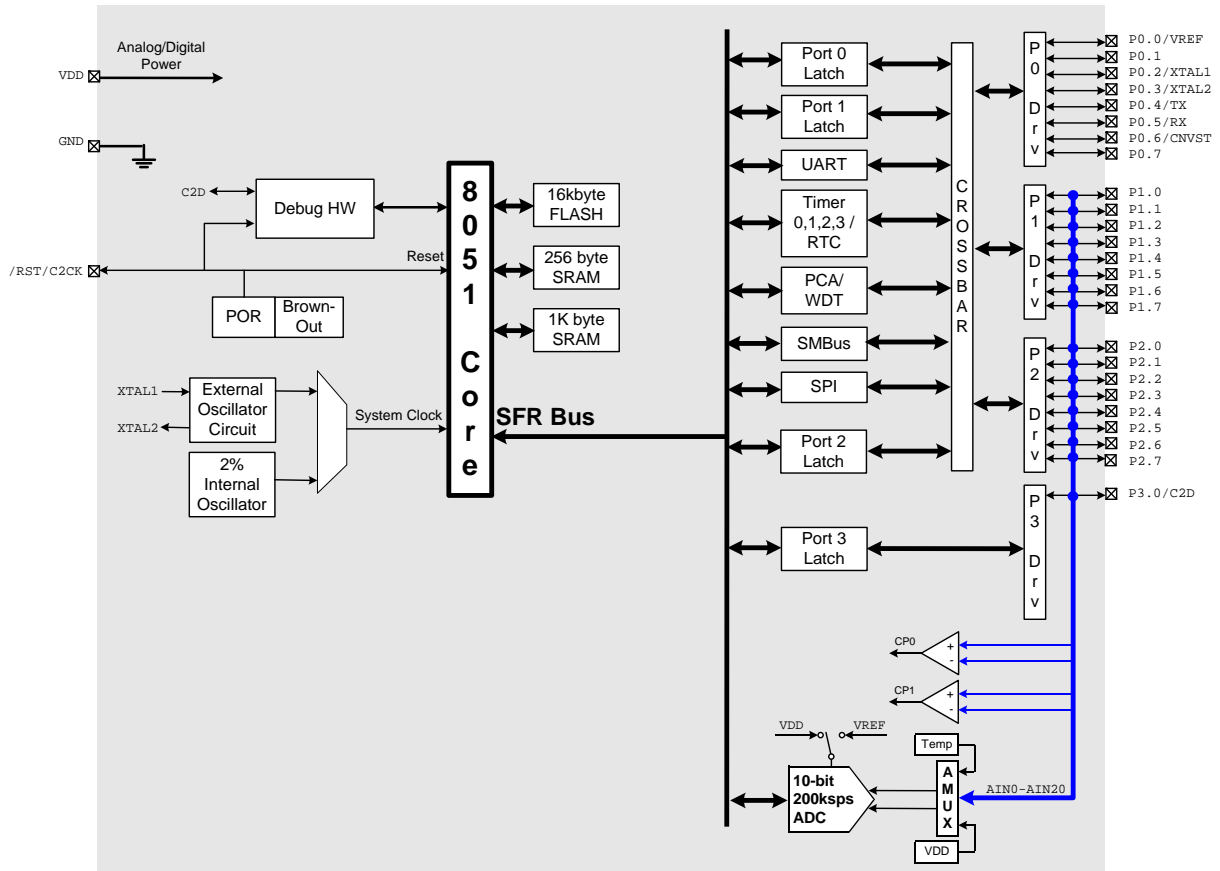 Analog/Digital
Power
VDD
GND
C2D
Debug HW
/RST/C2CK
Reset
POR
Brown-
Out
XTAL1
XTAL2
External
Oscillator
Circuit
2%
Internal
Oscillator
System Clock
8
0
5
1
C
o
r
e
16kbyte
FLASH
256 byte
SRAM
1K byte
SRAM
SFR Bus
Port 0
Latch
Port 1
Latch
UART
Timer
0,1,2,3 /
RTC
PCA/
WDT
SMBus
SPI
Port 2
Latch
Port 3
Latch
C
R
O
S
S
B
A
R
P
0
D
r
v
P0.0/VREF
P0.1
P0.2/XTAL1
P0.3/XTAL2
P0.4/TX
P0.5/RX
P0.6/CNVST
P0.7
P
1
D
r
v
P1.0
P1.1
P1.2
P1.3
P1.4
P1.5
P1.6
P1.7
P
2
D
r
v
P2.0
P2.1
P2.2
P2.3
P2.4
P2.5
P2.6
P2.7
P
3
D
r
v
P3.0/C2D
CP0
+
-
CP1
+
-
VDD
VREF
Temp
10-bit
200ksps
ADC
A
M
U
X
AIN0-AIN20
VDD